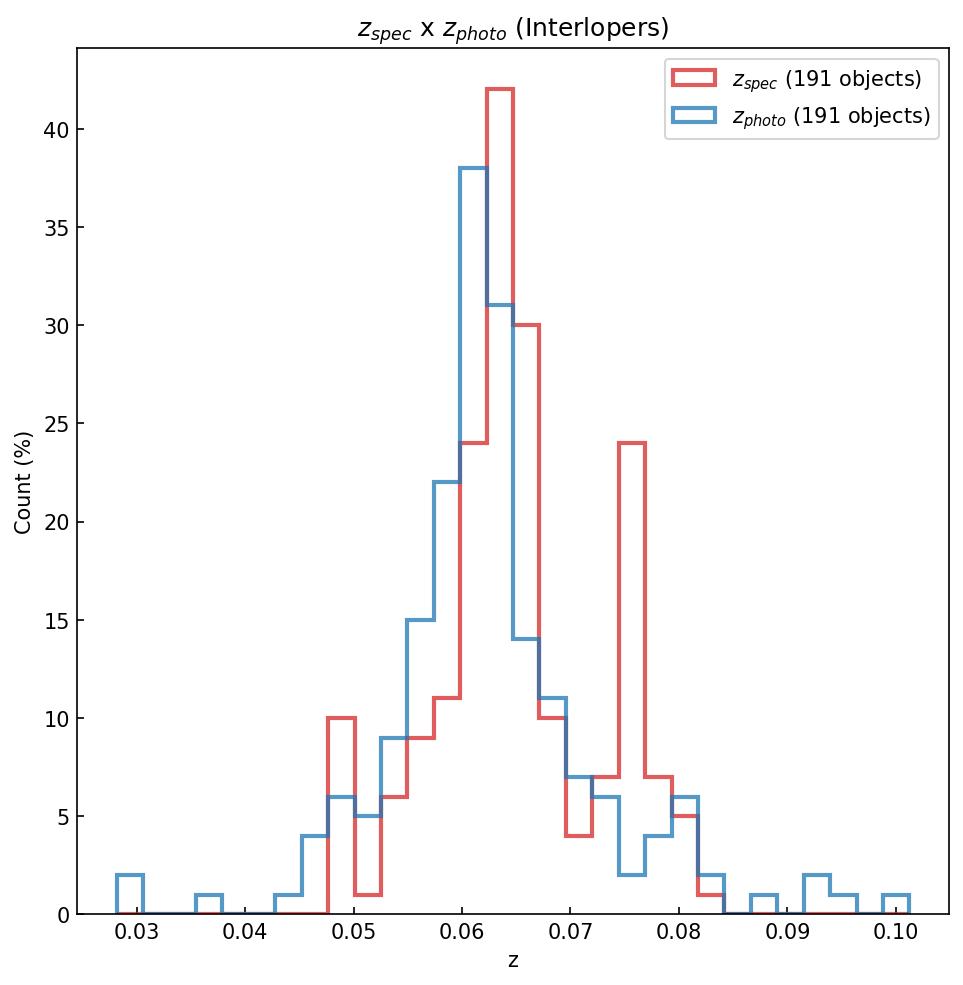 z_spec x z_photo (Interlopers)
z_spec (191 objects)
z_photo (191 objects)
Count (%)
40
35
30
25
20
15
10
5
0
0.03 0.04 0.05 0.06 0.07 0.08 0.09 0.10
z